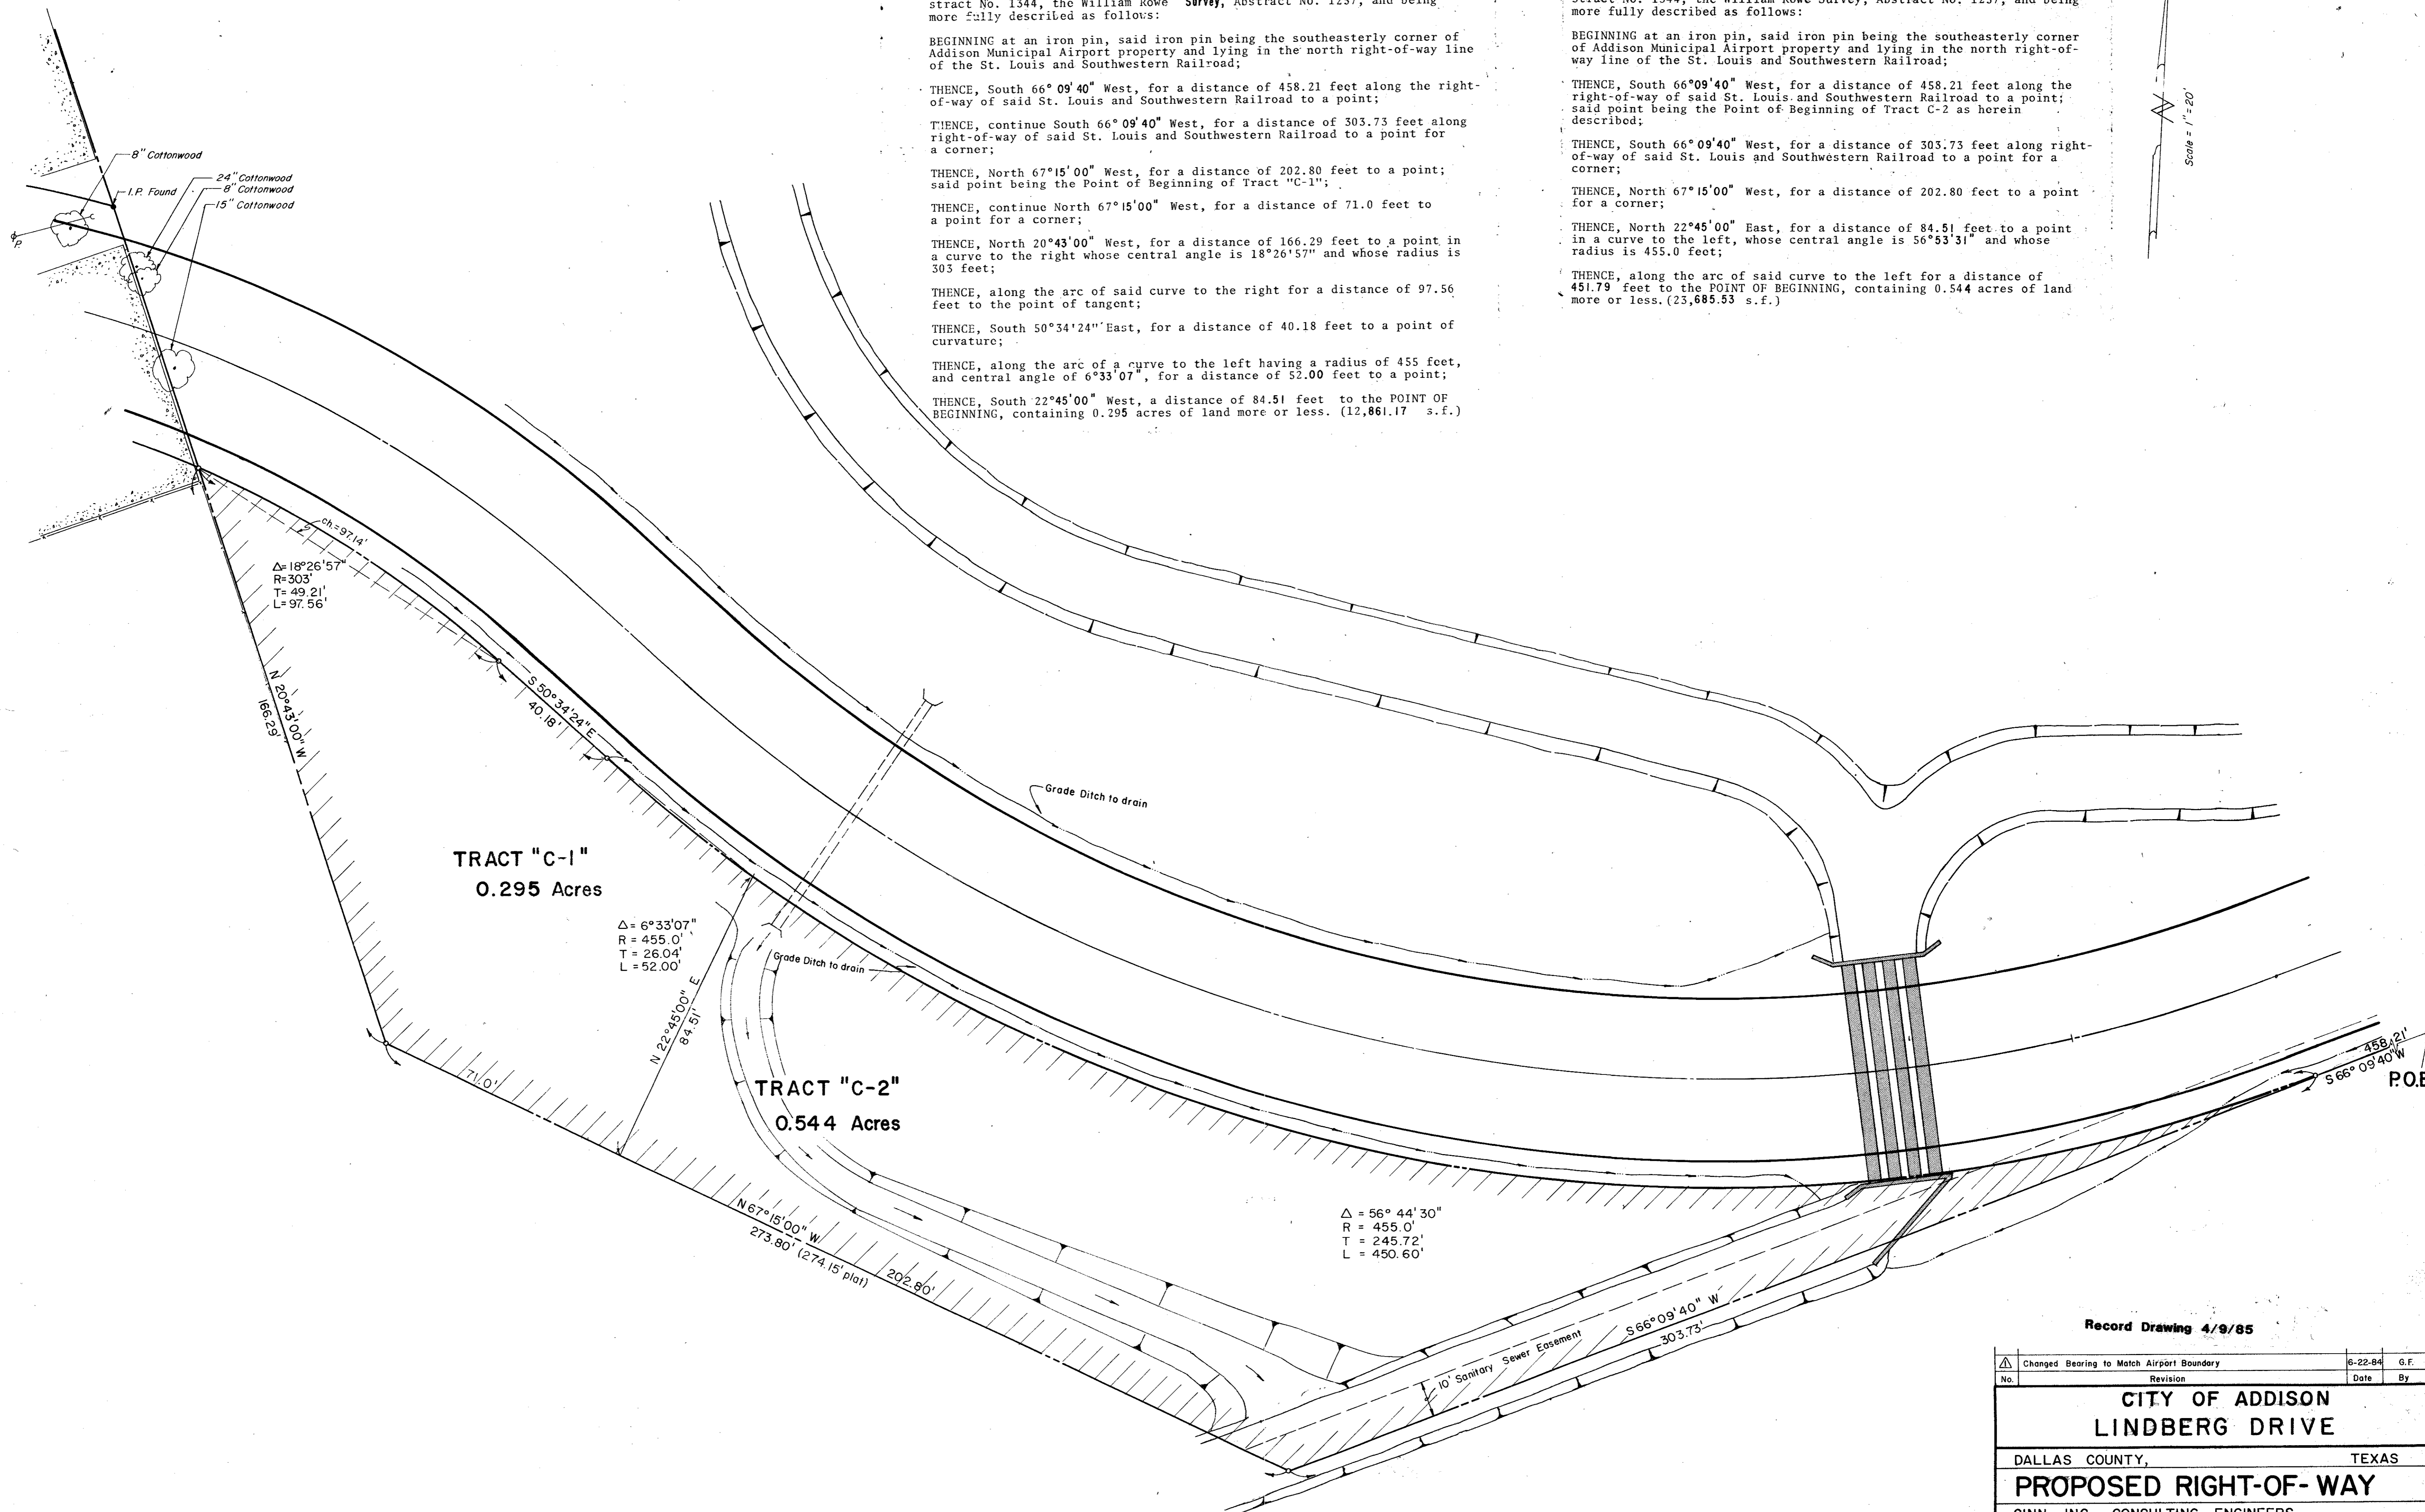 stract No. 1344, the William Rowe Survey, Abstract No. 1257, and being
more fully described as follows:
BEGINNING at an iron pin, said iron pin being the southeasterly corner of
Addison Municipal Airport property and lying in the north right-of-way line
of the St. Louis and Southwestern Railroad;
THENCE, South 66° 09' 40" West, for a distance of 458.21 feet along the right-
of-way of said St. Louis and Southwestern Railroad to a point;
THENCE, continue South 66° 09' 40" West, for a distance of 303.73 feet along
right-of-way of said St. Louis and Southwestern Railroad to a point for
a corner;
THENCE, North 67°15'00" West, for a distance of 202.80 feet to a point;
said point being the Point of Beginning of Tract "C-1";
THENCE, continue North 67°15'00" West, for a distance of 71.0 feet to
a point for a corner;
THENCE, North 20°43'00" West, for a distance of 166.29 feet to a point in
a curve to the right whose central angle is 18°26'57" and whose radius is
303 feet;
THENCE, along the arc of said curve to the right for a distance of 97.56
feet to the point of tangent;
THENCE, South 50°34'24" East, for a distance of 40.18 feet to a point of
curvature;
THENCE, along the arc of a curve to the left having a radius of 455 feet,
and central angle of 6°33'07", for a distance of 52.00 feet to a point;
THENCE, South 22°45'00" West, a distance of 84.51 feet to the POINT OF
BEGINNING, containing 0.295 acres of land more or less. (12,861.17 s.f.)
stract No. 1344, the William Rowe Survey, Abstract No. 1257, and being
more fully described as follows:
BEGINNING at an iron pin, said iron pin being the southeasterly corner
of Addison Municipal Airport property and lying in the north right-of-
way line of the St. Louis and Southwestern Railroad;
THENCE, South 66°09'40" West, for a distance of 458.21 feet along the
right-of-way of said St. Louis and Southwestern Railroad to a point;
said point being the Point of Beginning of Tract C-2 as herein
described;
THENCE, South 66°09'40" West, for a distance of 303.73 feet along right-
of-way of said St. Louis and Southwestern Railroad to a point for a
corner;
THENCE, North 67°15'00" West, for a distance of 202.80 feet to a point
for a corner;
THENCE, North 22°45'00" East, for a distance of 84.51 feet to a point
in a curve to the left, whose central angle is 56°53'31" and whose
radius is 455.0 feet;
THENCE, along the arc of said curve to the left for a distance of
451.79 feet to the POINT OF BEGINNING, containing 0.544 acres of land
more or less. (23,685.53 s.f.)
N
Scale = 1"=20'
8" Cottonwood
24" Cottonwood
I.P. Found
8" Cottonwood
15" Cottonwood
P.
ch.=97.14'
Δ=18°26'57"
R=303'
T= 49.21'
L=97.56'
N 20°43'00" W
166.29'
S 50°34'24" E
40.18'
Grade Ditch to drain
TRACT "C-1"
0.295 Acres
Δ= 6°33'07"
R = 455.0'
T = 26.04'
L =52.00'
Grade Ditch to drain
N 22°45'00" E
84.51'
71.0'
TRACT "C-2"
0.544 Acres
458.21'
S 66°09'40"W
P.O.B
N 67°15'00" W
273.80' (274.15' plat)
202.80'
Δ = 56° 44'30"
R = 455.0'
T = 245.72'
L = 450.60'
S 66°09'40" W
303.73'
10' Sanitary Sewer Easement
Record Drawing 4/9/85
1 Changed Bearing to Match Airport Boundary 6-22-84 G.F.
No. Revision Date By
CITY OF ADDISON
LINDBERG DRIVE
DALLAS COUNTY, TEXAS
PROPOSED RIGHT-OF-WAY
GINN, INC. CONSULTING ENGINEERS